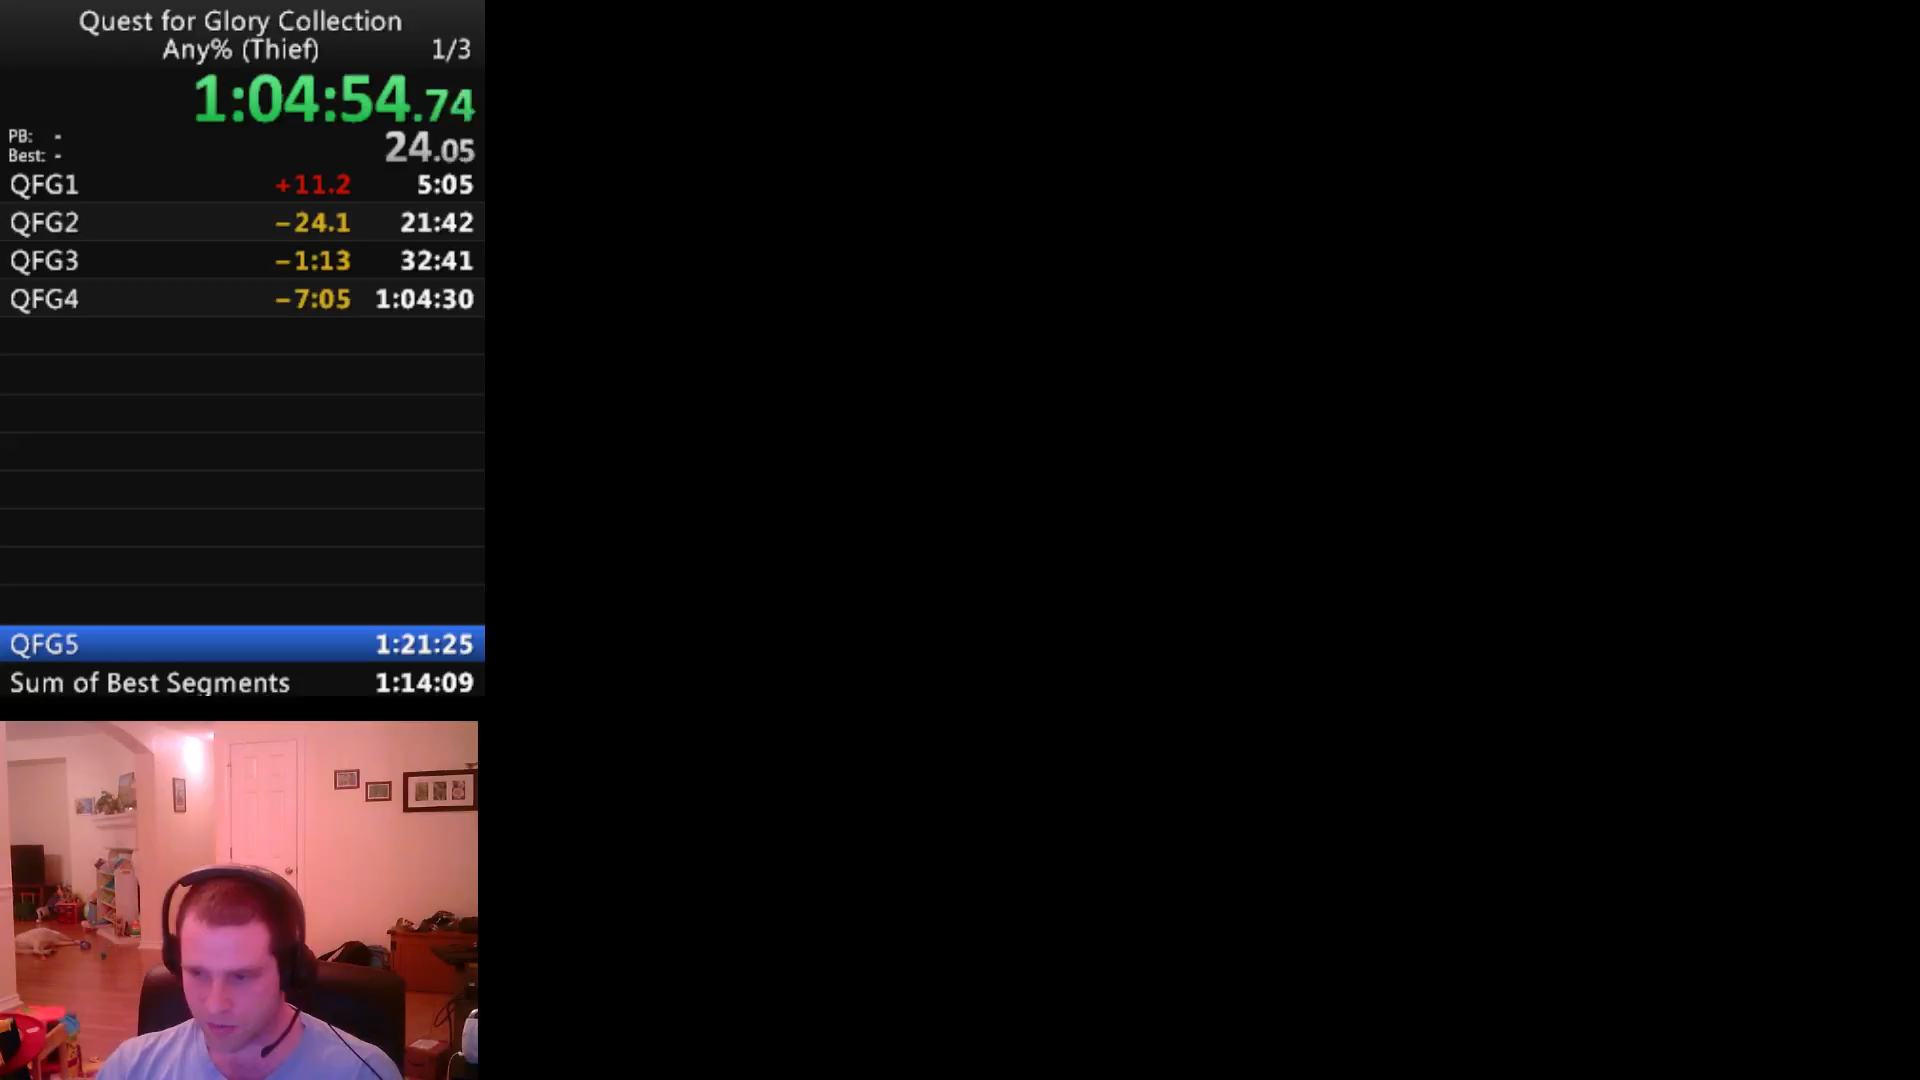 Quest for Glory Collection
Any% (Thief) 1/3
1:04:54.74
PB: -
Best: -
24.05
QFG1 +11.2 5:05
QFG2 −24.1 21:42
QFG3 −1:13 32:41
QFG4 −7:05 1:04:30
QFG5 1:21:25
Sum of Best Segments 1:14:09